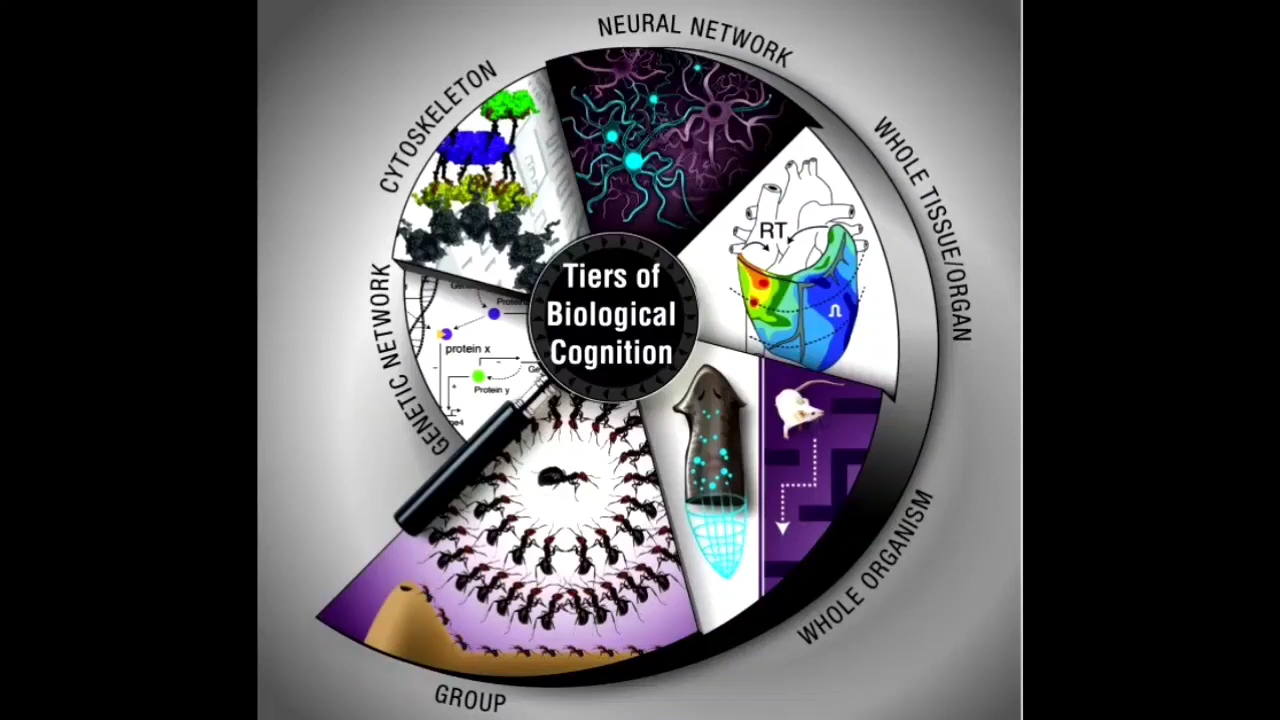 NEURAL NETWORK
CYTOSKELETON
WHOLE TISSUE/ORGAN
RT
Tiers of
Biological
Cognition
GENETIC NETWORK
protein x
Protein y
WHOLE ORGANISM
GROUP